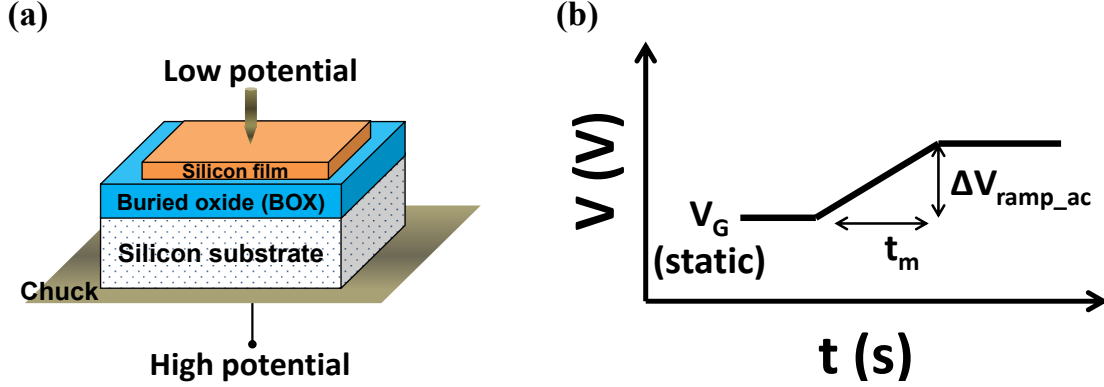 (a)
Low potential
Silicon film
Buried oxide (BOX)
Silicon substrate
Chuck
High potential
(b)
V (V)
V_G
(static)
ΔV_ramp_ac
t_m
t (s)